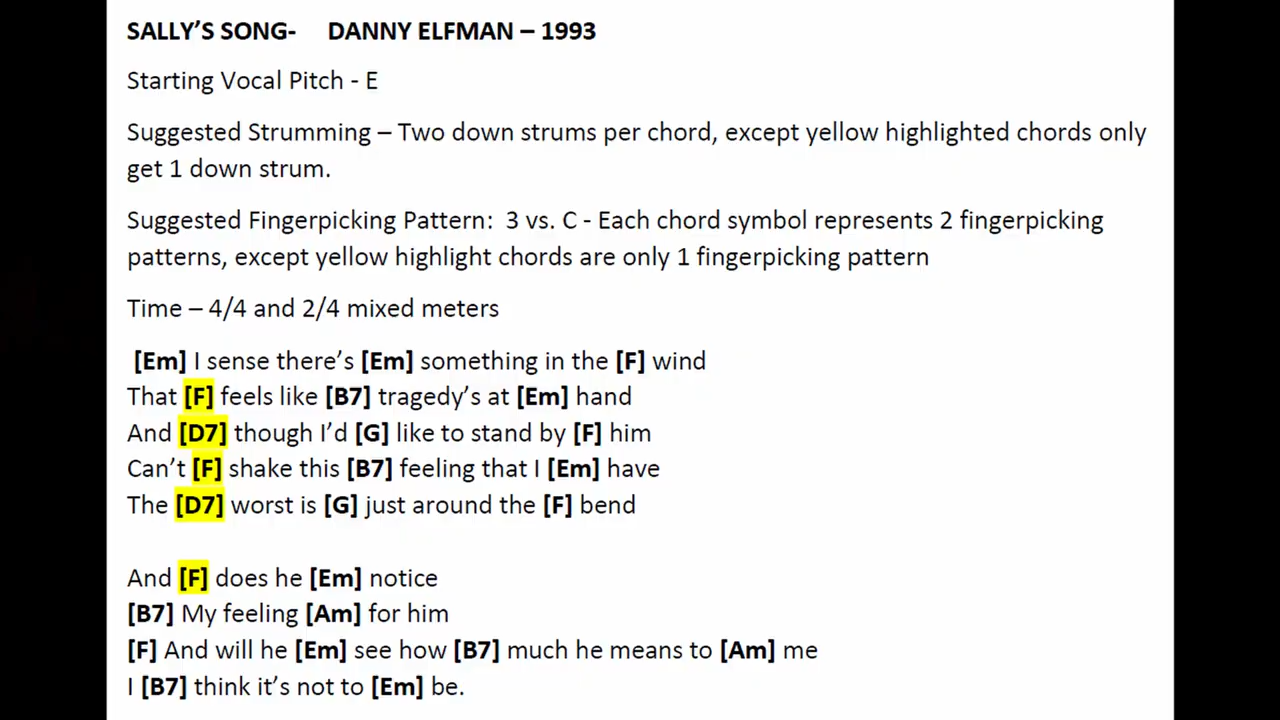 SALLY'S SONG- DANNY ELFMAN – 1993
Starting Vocal Pitch - E
Suggested Strumming – Two down strums per chord, except yellow highlighted chords only
get 1 down strum.
Suggested Fingerpicking Pattern: 3 vs. C - Each chord symbol represents 2 fingerpicking
patterns, except yellow highlight chords are only 1 fingerpicking pattern
Time – 4/4 and 2/4 mixed meters
[Em] I sense there's [Em] something in the [F] wind
That [F] feels like [B7] tragedy's at [Em] hand
And [D7] though I'd [G] like to stand by [F] him
Can't [F] shake this [B7] feeling that I [Em] have
The [D7] worst is [G] just around the [F] bend
And [F] does he [Em] notice
[B7] My feeling [Am] for him
[F] And will he [Em] see how [B7] much he means to [Am] me
I [B7] think it's not to [Em] be.